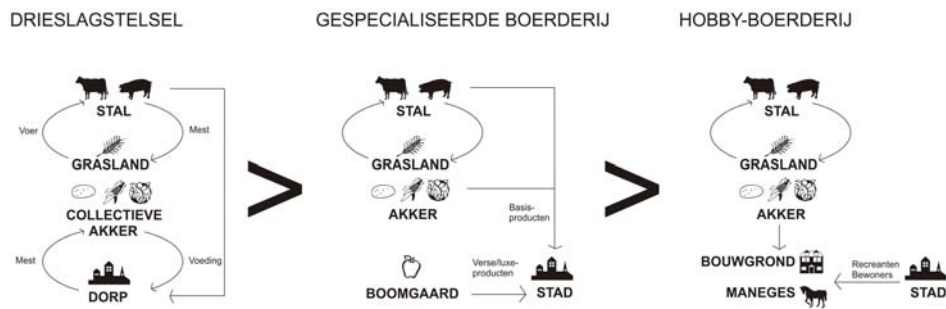 DRIESLAGSTELSEL
STAL
Voer
Mest
GRASLAND
COLLECTIEVE
AKKER
Mest
Voeding
DORP
>
GESPECIALISEERDE BOERDERIJ
STAL
GRASLAND
AKKER
Basis-
producten
Verse/luxe-
producten
BOOMGAARD
STAD
>
HOBBY-BOERDERIJ
STAL
GRASLAND
AKKER
BOUWGROND
Recreanten
Bewoners
MANEGES
STAD